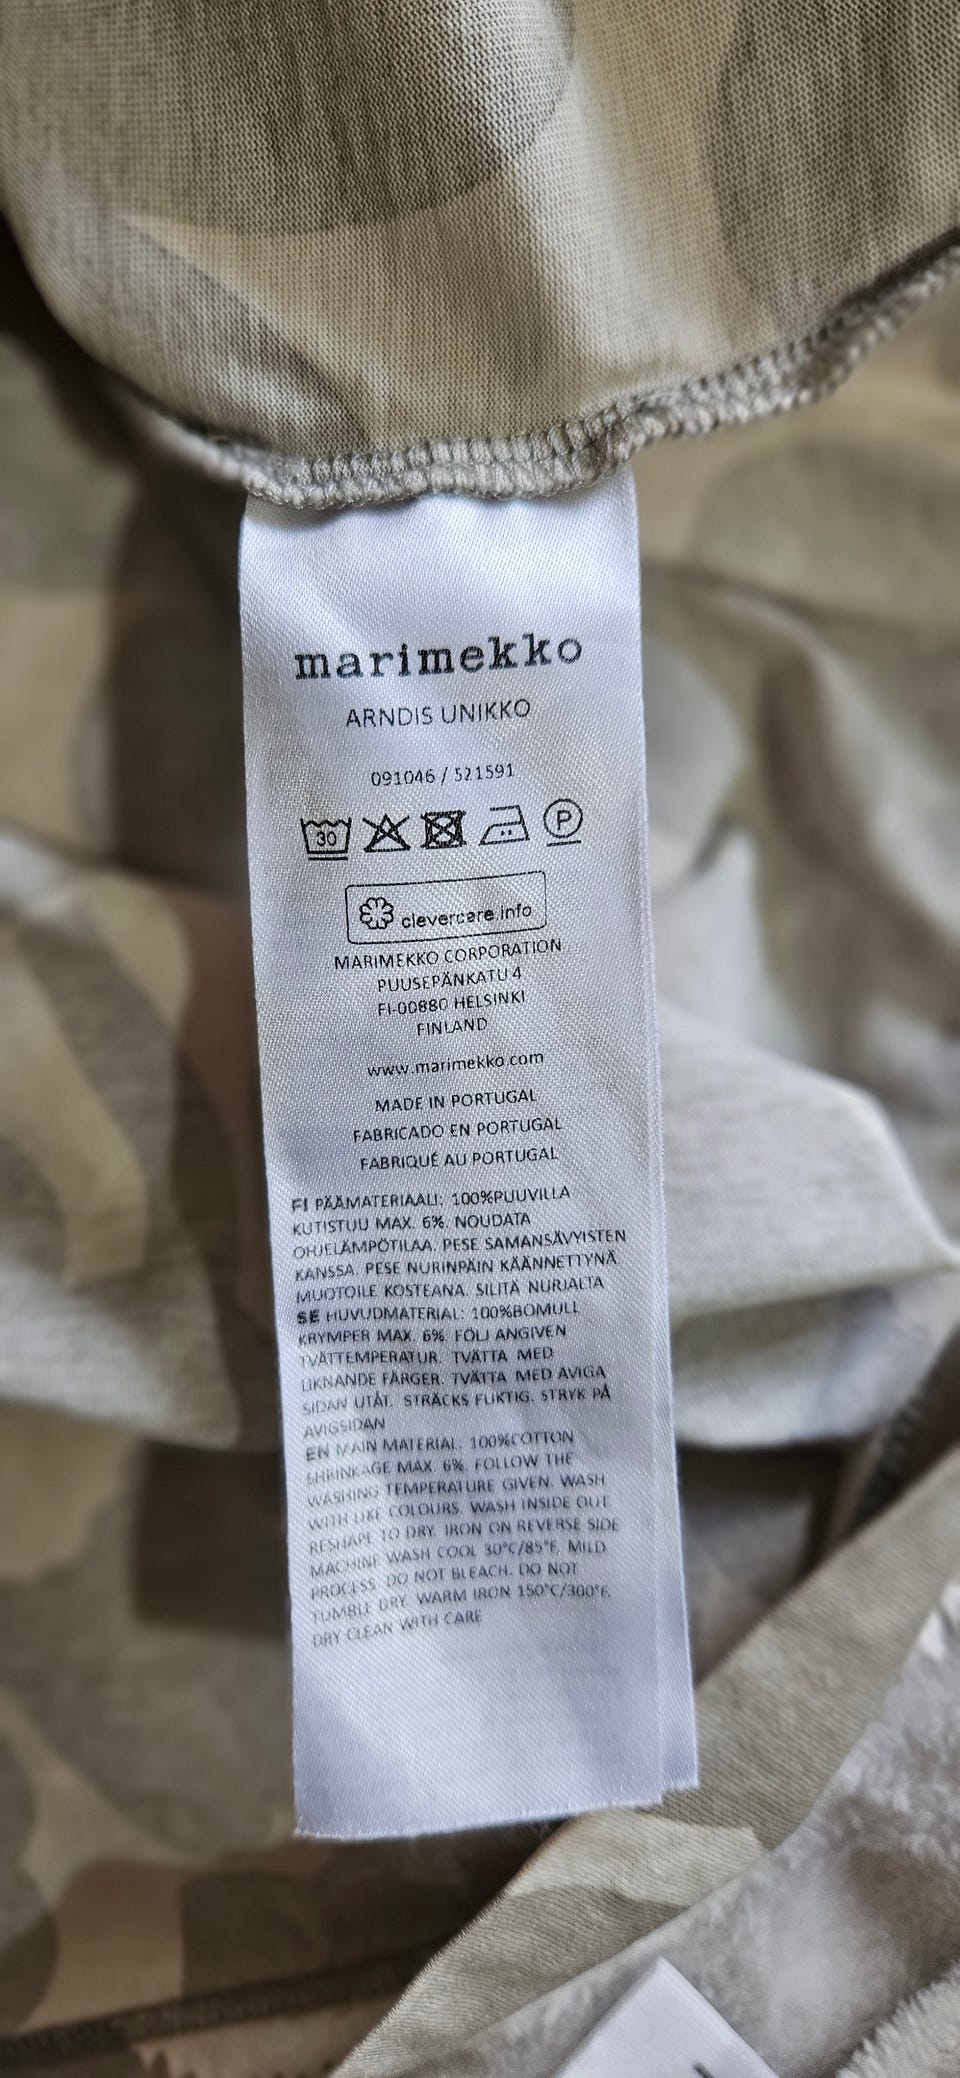 marimekko
ARNDIS UNIKKO
091046 / 521591
30
P
clevercare.info
MARIMEKKO CORPORATION
PUUSEPÄNKATU 4
FI-00880 HELSINKI
FINLAND
www.marimekko.com
MADE IN PORTUGAL
FABRICADO EN PORTUGAL
FABRIQUÉ AU PORTUGAL
FI PÄÄMATERIAALI: 100%PUUVILLA
KUTISTUU MAX. 6%. NOUDATA
OHJELÄMPÖTILAA. PESE SAMANSÄVYISTEN
KANSSA. PESE NURINPÄIN KÄÄNNETTYNÄ
MUOTOILE KOSTEANA. SILITÄ NURJALTA
SE HUVUDMATERIAL: 100%BOMULL
KRYMPER MAX. 6%. FÖLJ ANGIVEN
TVÄTTEMPERATUR. TVÄTTA MED
LIKNANDE FÄRGER. TVÄTTA MED AVIGA
SIDAN UTÅT. STRÄCKS FUKTIG. STRYK PÅ
AVIGSIDAN
EN MAIN MATERIAL: 100%COTTON
SHRINKAGE MAX. 6%. FOLLOW THE
WASHING TEMPERATURE GIVEN. WASH
WITH LIKE COLOURS. WASH INSIDE OUT.
RESHAPE TO DRY. IRON ON REVERSE SIDE
MACHINE WASH COOL 30°C/85°F, MILD
PROCESS. DO NOT BLEACH. DO NOT
TUMBLE DRY. WARM IRON 150°C/300°F.
DRY CLEAN WITH CARE